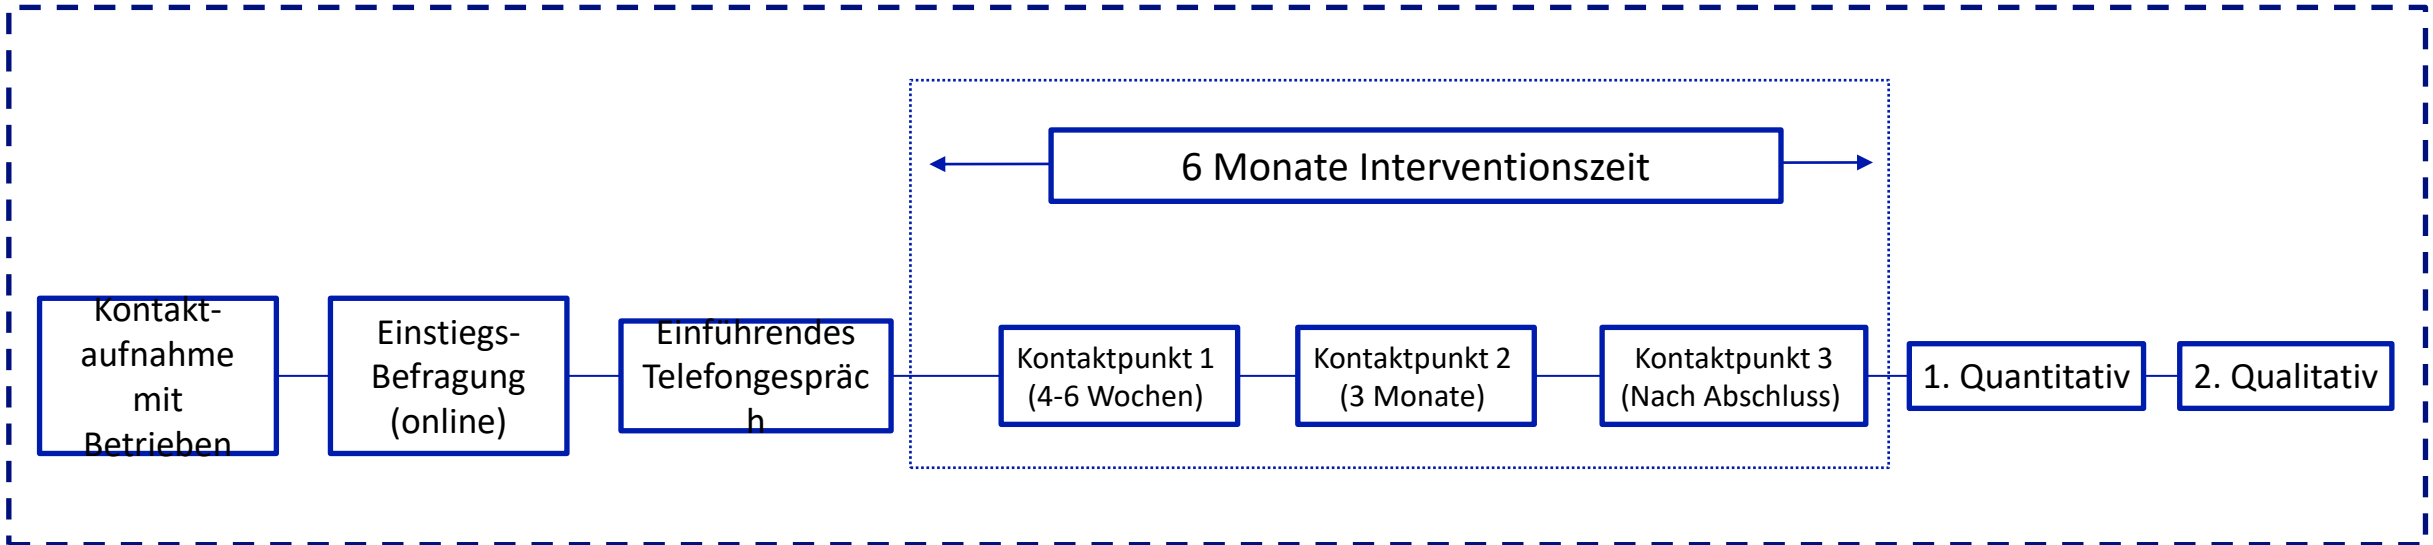 6 Monate Interventionszeit
Kontakt-
aufnahme
mit
Betrieben
Einstiegs-
Befragung
(online)
Einführendes
Telefongespräc
h
Kontaktpunkt 1
(4-6 Wochen)
Kontaktpunkt 2
(3 Monate)
Kontaktpunkt 3
(Nach Abschluss)
1. Quantitativ
2. Qualitativ